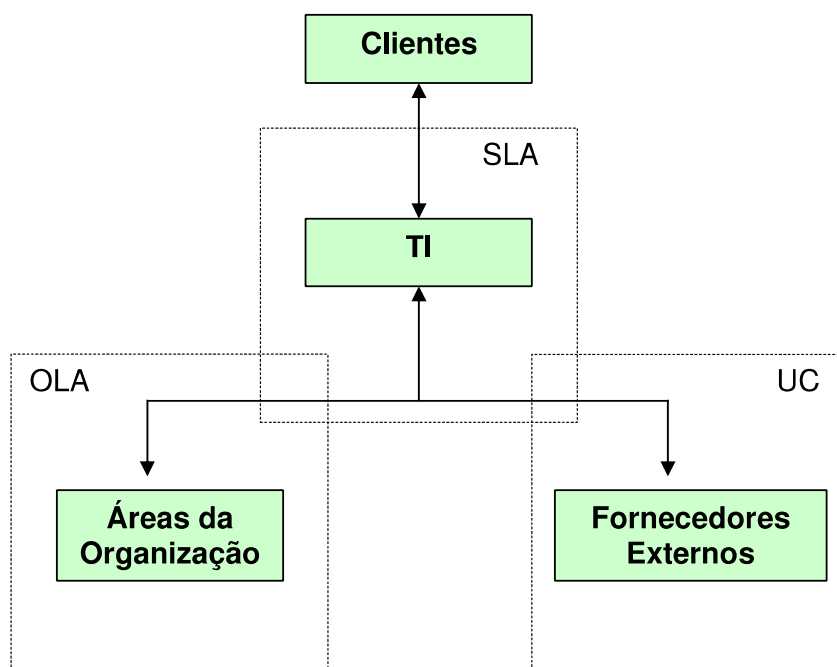 Clientes
SLA
TI
OLA
UC
Áreas da
Organização
Fornecedores
Externos